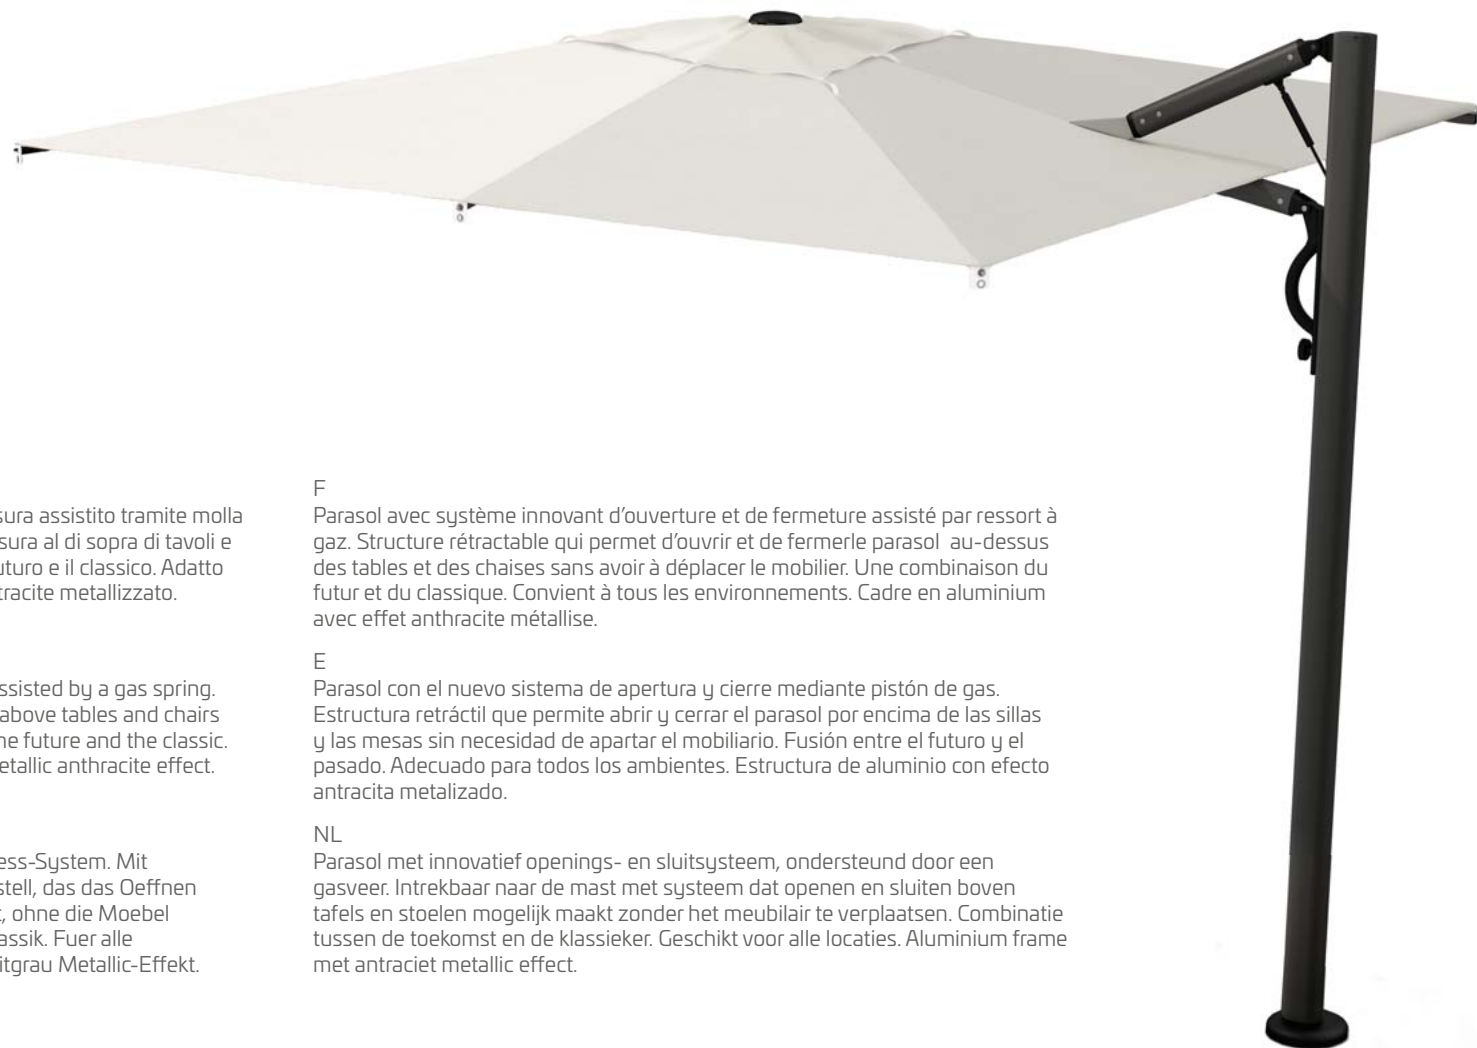 sura assistito tramite molla
sura al di sopra di tavoli e
uturo e il classico. Adatto
tracite metallizzato.
ssisted by a gas spring.
above tables and chairs
he future and the classic.
etallic anthracite effect.
ess-System. Mit
stell, das das Oeffnen
t, ohne die Moebel
assik. Fuer alle
itgrau Metallic-Effekt.
F
Parasol avec système innovant d’ouverture et de fermeture assisté par ressort à
gaz. Structure rétractable qui permet d’ouvrir et de fermerle parasol au-dessus
des tables et des chaises sans avoir à déplacer le mobilier. Une combinaison du
futur et du classique. Convient à tous les environnements. Cadre en aluminium
avec effet anthracite métallise.
E
Parasol con el nuevo sistema de apertura y cierre mediante pistón de gas.
Estructura retráctil que permite abrir y cerrar el parasol por encima de las sillas
y las mesas sin necesidad de apartar el mobiliario. Fusión entre el futuro y el
pasado. Adecuado para todos los ambientes. Estructura de aluminio con efecto
antracita metalizado.
NL
Parasol met innovatief openings- en sluitsysteem, ondersteund door een
gasveer. Intrekbaar naar de mast met systeem dat openen en sluiten boven
tafels en stoelen mogelijk maakt zonder het meubilair te verplaatsen. Combinatie
tussen de toekomst en de klassieker. Geschikt voor alle locaties. Aluminium frame
met antraciet metallic effect.